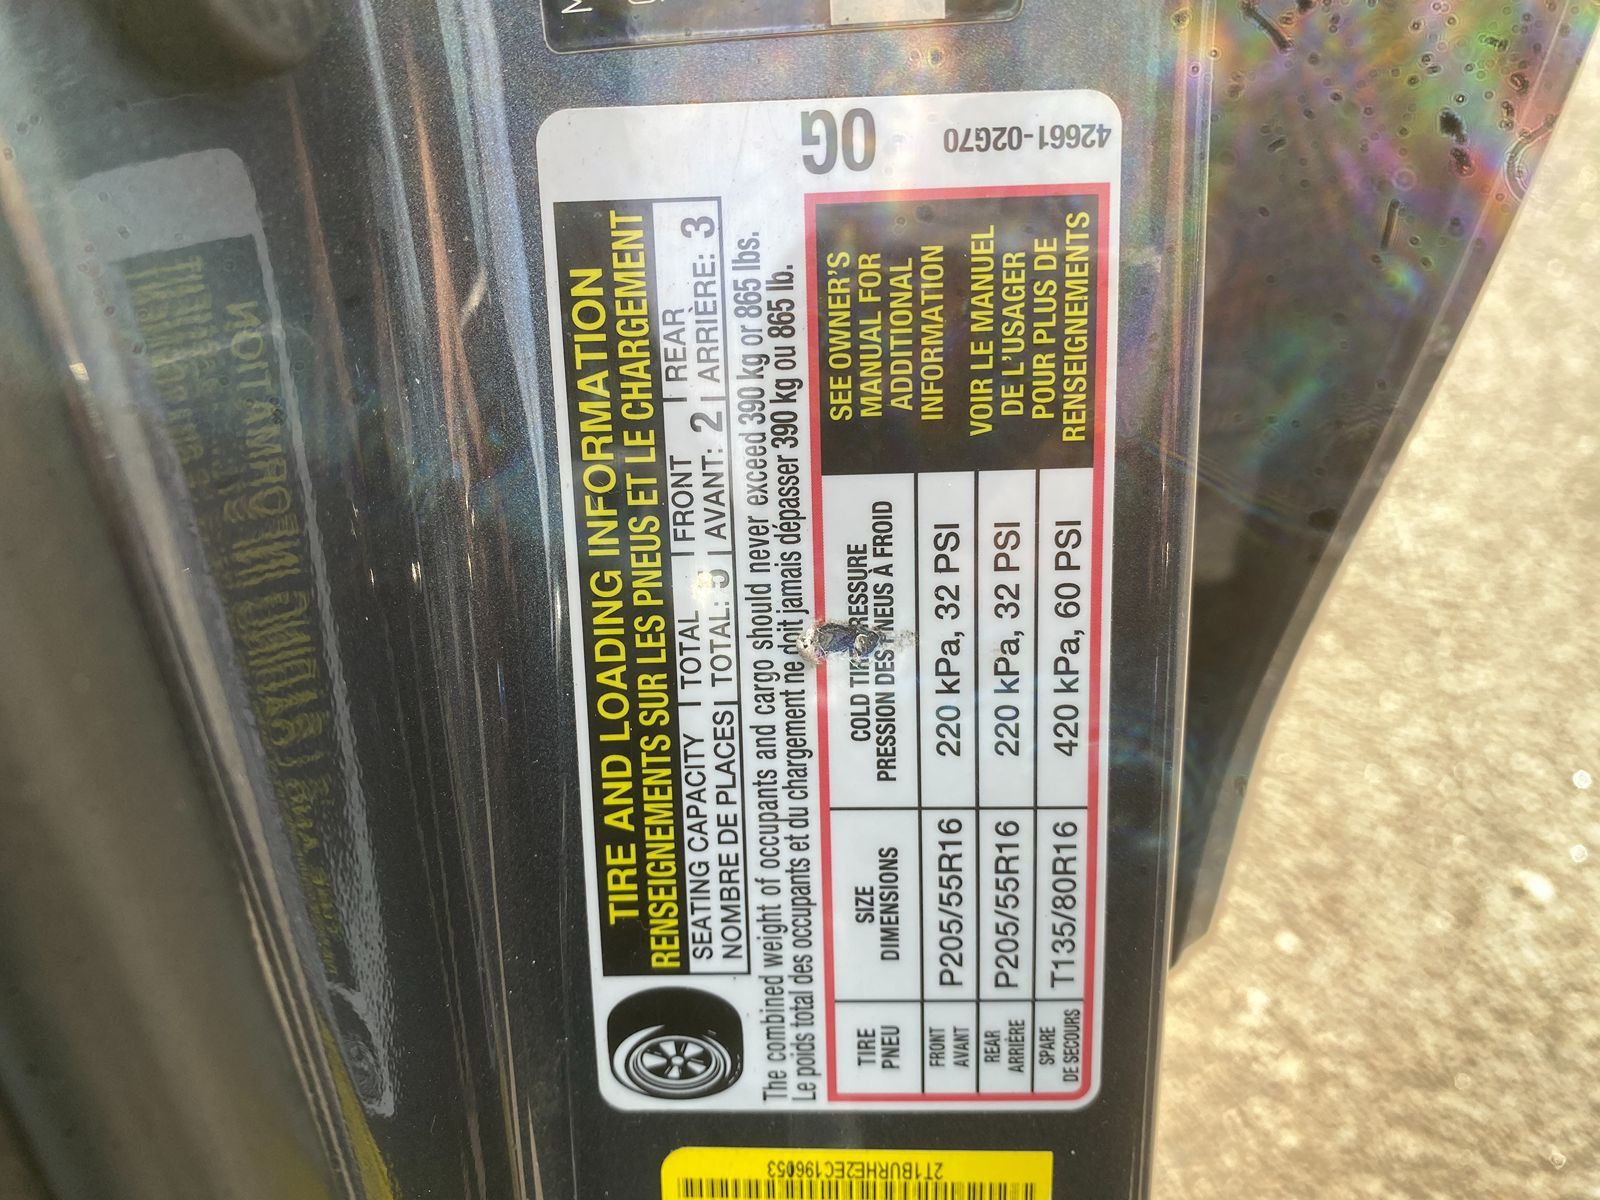 0G
42661-02G70
TIRE AND LOADING INFORMATION
RENSEIGNEMENTS SUR LES PNEUS ET LE CHARGEMENT
SEATING CAPACITY | TOTAL | FRONT | REAR
NOMBRE DE PLACES | TOTAL: 5 | AVANT: 2 | ARRIÈRE: 3
The combined weight of occupants and cargo should never exceed 390 kg or 865 lbs.
Le poids total des occupants et du chargement ne doit jamais dépasser 390 kg ou 865 lb.
TIRE
PNEU
SIZE
DIMENSIONS
COLD TIRE PRESSURE
PRESSION DES PNEUS À FROID
FRONT
AVANT
P205/55R16
220 kPa, 32 PSI
REAR
ARRIÈRE
P205/55R16
220 kPa, 32 PSI
SPARE
DE SECOURS
T135/80R16
420 kPa, 60 PSI
SEE OWNER'S
MANUAL FOR
ADDITIONAL
INFORMATION
VOIR LE MANUEL
DE L'USAGER
POUR PLUS DE
RENSEIGNEMENTS
2T1BURHE2EC196053